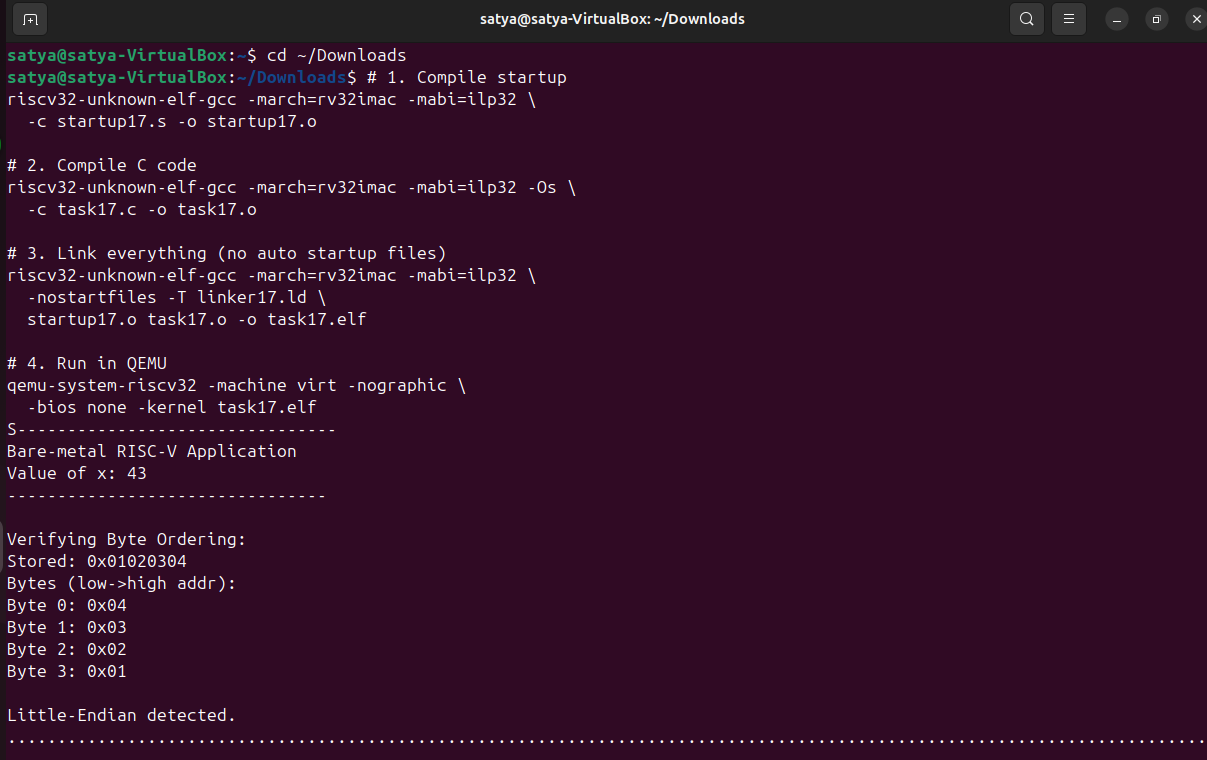 satya@satya-VirtualBox: ~/Downloads
satya@satya-VirtualBox:~$ cd ~/Downloads
satya@satya-VirtualBox:~/Downloads$ # 1. Compile startup
riscv32-unknown-elf-gcc -march=rv32imac -mabi=ilp32 \
  -c startup17.s -o startup17.o

# 2. Compile C code
riscv32-unknown-elf-gcc -march=rv32imac -mabi=ilp32 -Os \
  -c task17.c -o task17.o

# 3. Link everything (no auto startup files)
riscv32-unknown-elf-gcc -march=rv32imac -mabi=ilp32 \
  -nostartfiles -T linker17.ld \
  startup17.o task17.o -o task17.elf

# 4. Run in QEMU
qemu-system-riscv32 -machine virt -nographic \
  -bios none -kernel task17.elf
S--------------------------------
Bare-metal RISC-V Application
Value of x: 43
--------------------------------

Verifying Byte Ordering:
Stored: 0x01020304
Bytes (low->high addr):
Byte 0: 0x04
Byte 1: 0x03
Byte 2: 0x02
Byte 3: 0x01

Little-Endian detected.
........................................................................................................................